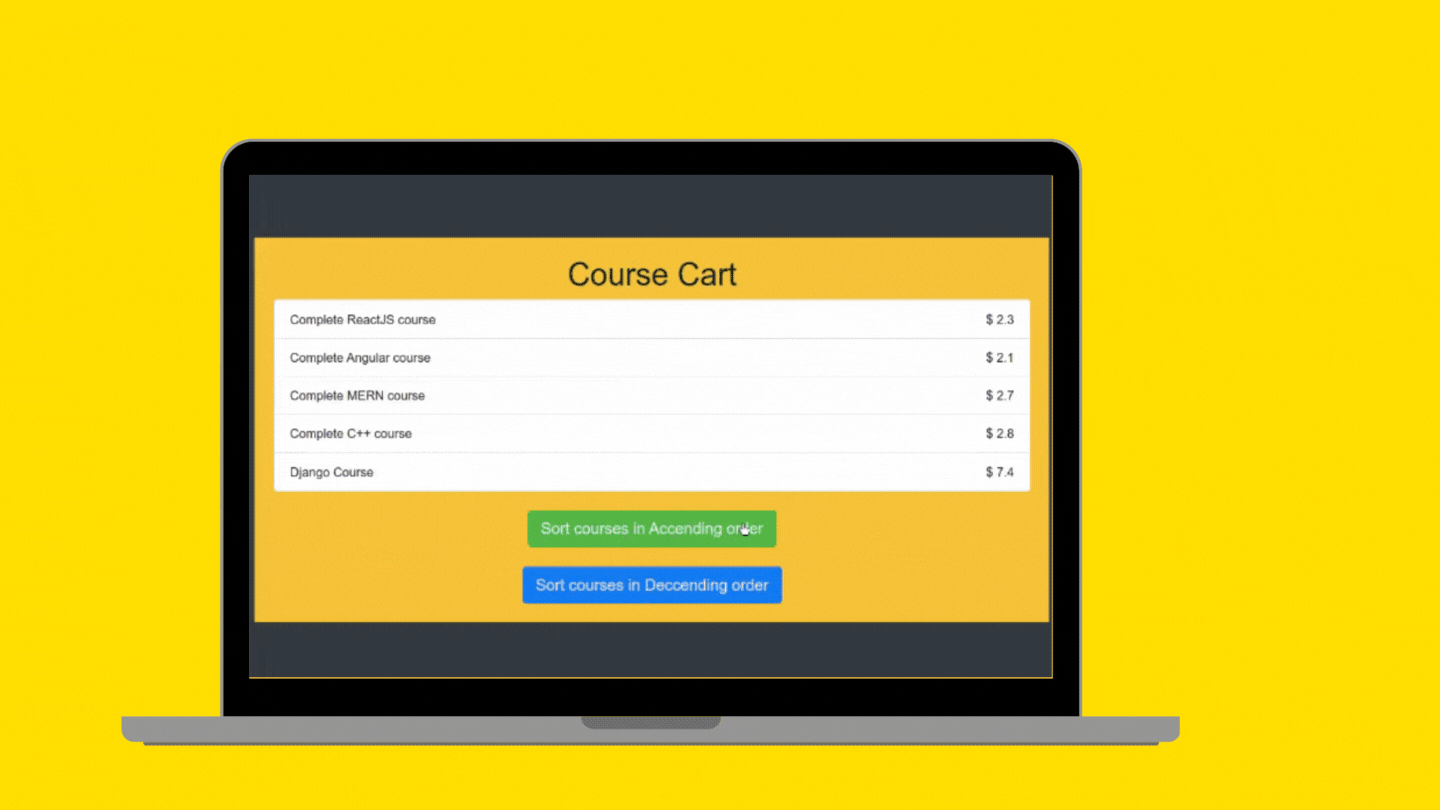 Course Cart
Complete ReactJS course $ 2.3
Complete Angular course $ 2.1
Complete MERN course $ 2.7
Complete C++ course $ 2.8
Django Course $ 7.4
Sort courses in Accending order
Sort courses in Deccending order